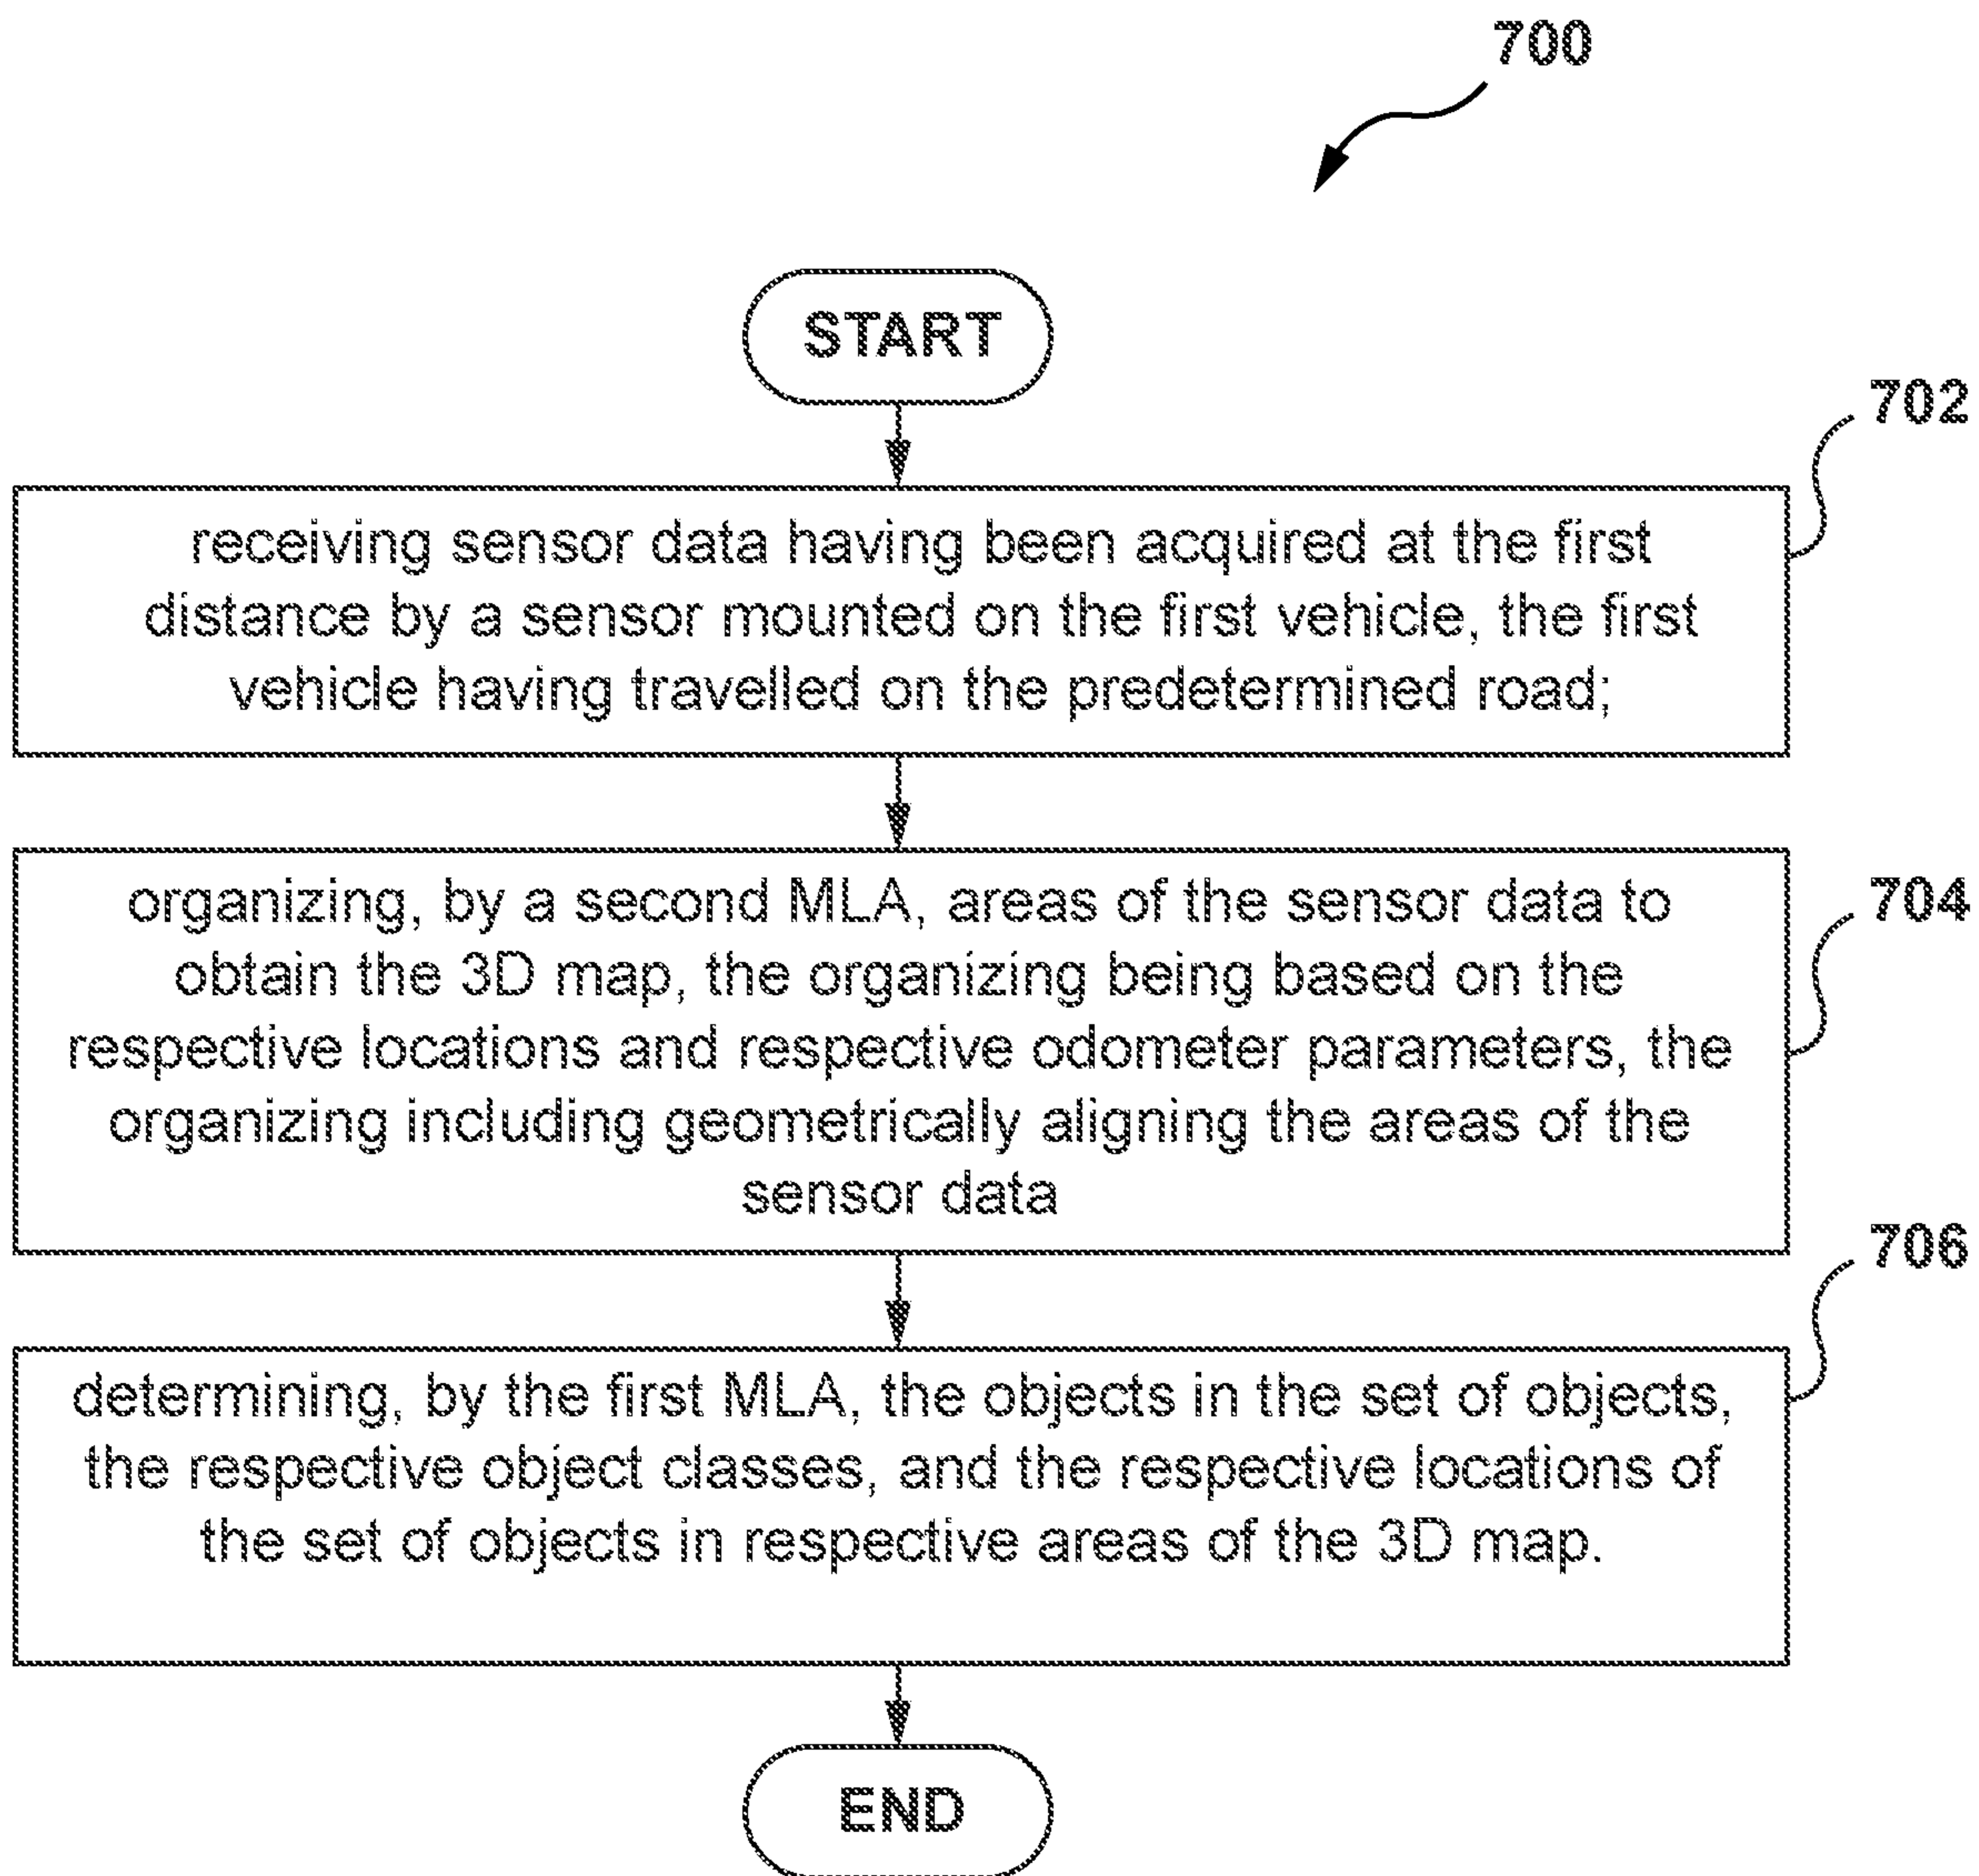 700
START
702
receiving sensor data having been acquired at the first
distance by a sensor mounted on the first vehicle, the first
vehicle having travelled on the predetermined road;
704
organizing, by a second MLA, areas of the sensor data to
obtain the 3D map, the organizing being based on the
respective locations and respective odometer parameters, the
organizing including geometrically aligning the areas of the
sensor data
706
determining, by the first MLA, the objects in the set of objects,
the respective object classes, and the respective locations of
the set of objects in respective areas of the 3D map.
END